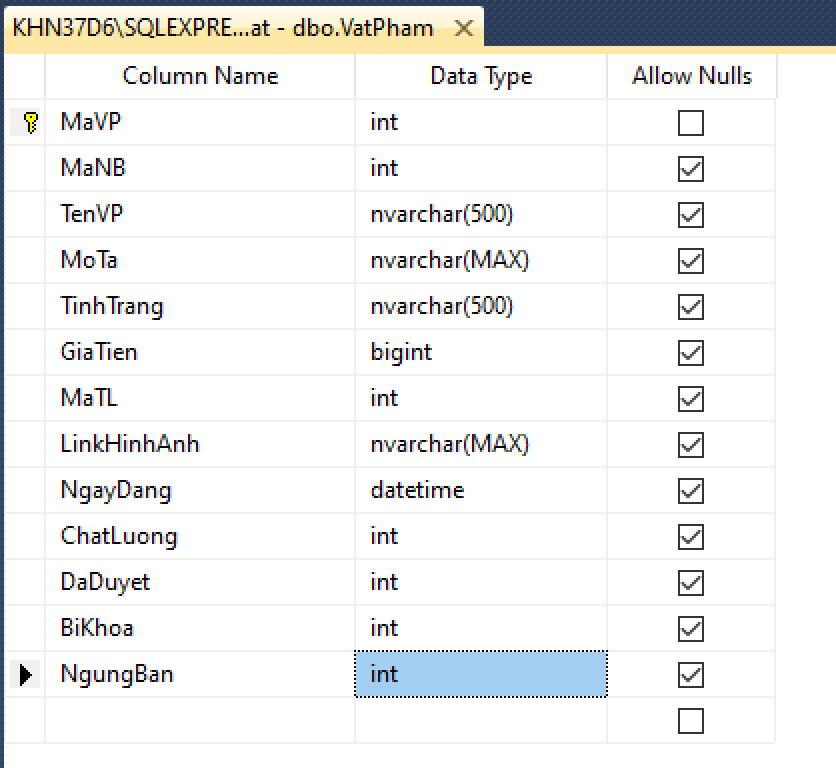 KHN37D6\SQLEXPRE...at - dbo.VatPham
Column Name Data Type Allow Nulls
MaVP int
MaNB int
TenVP nvarchar(500)
MoTa nvarchar(MAX)
TinhTrang nvarchar(500)
GiaTien bigint
MaTL int
LinkHinhAnh nvarchar(MAX)
NgayDang datetime
ChatLuong int
DaDuyet int
BiKhoa int
NgungBan int